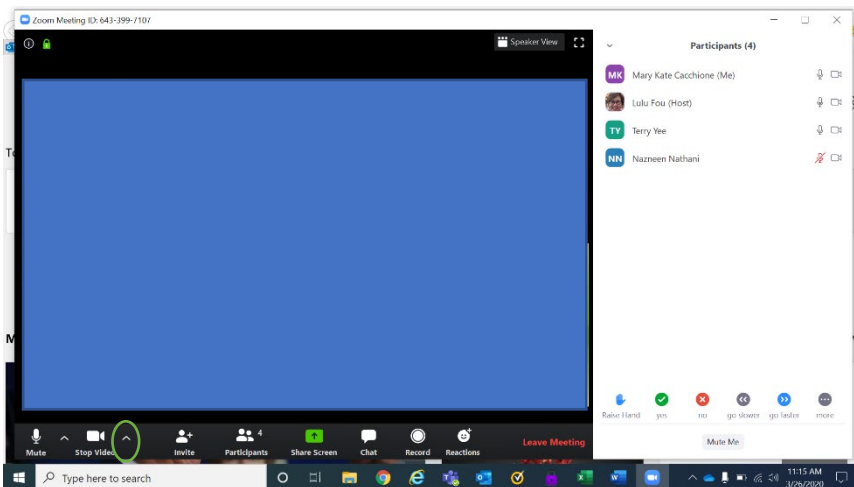 Zoom Meeting ID: 643-399-7107
Speaker View
Participants (4)
MK Mary Kate Cacchione (Me)
Lulu Fou (Host)
TY Terry Yee
NN Nazneen Nathani
Raise Hand yes no go slower go faster more
Mute Me
Mute Stop Video Invite Participants 4 Share Screen Chat Record Reactions Leave Meeting
Type here to search
11:15 AM
3/26/2020